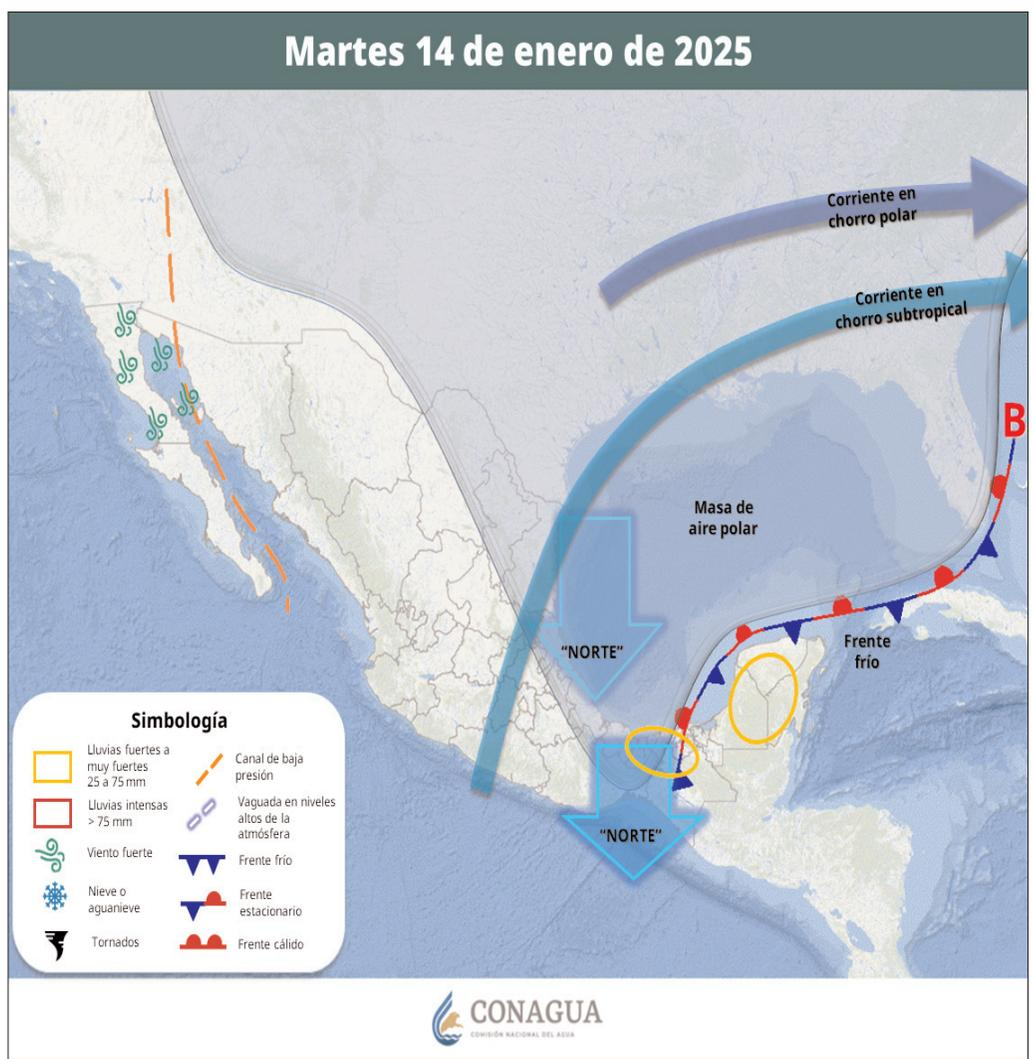 Martes 14 de enero de 2025
Corriente en
chorro polar
Corriente en
chorro subtropical
B
Masa de
aire polar
"NORTE"
Frente
frío
"NORTE"
Simbología
Lluvias fuertes a
muy fuertes
25 a 75 mm
Lluvias intensas
> 75 mm
Viento fuerte
Nieve o
aguanieve
Tornados
Canal de baja
presión
Vaguada en niveles
altos de la
atmósfera
Frente frío
Frente
estacionario
Frente cálido
CONAGUA
COMISIÓN NACIONAL DEL AGUA